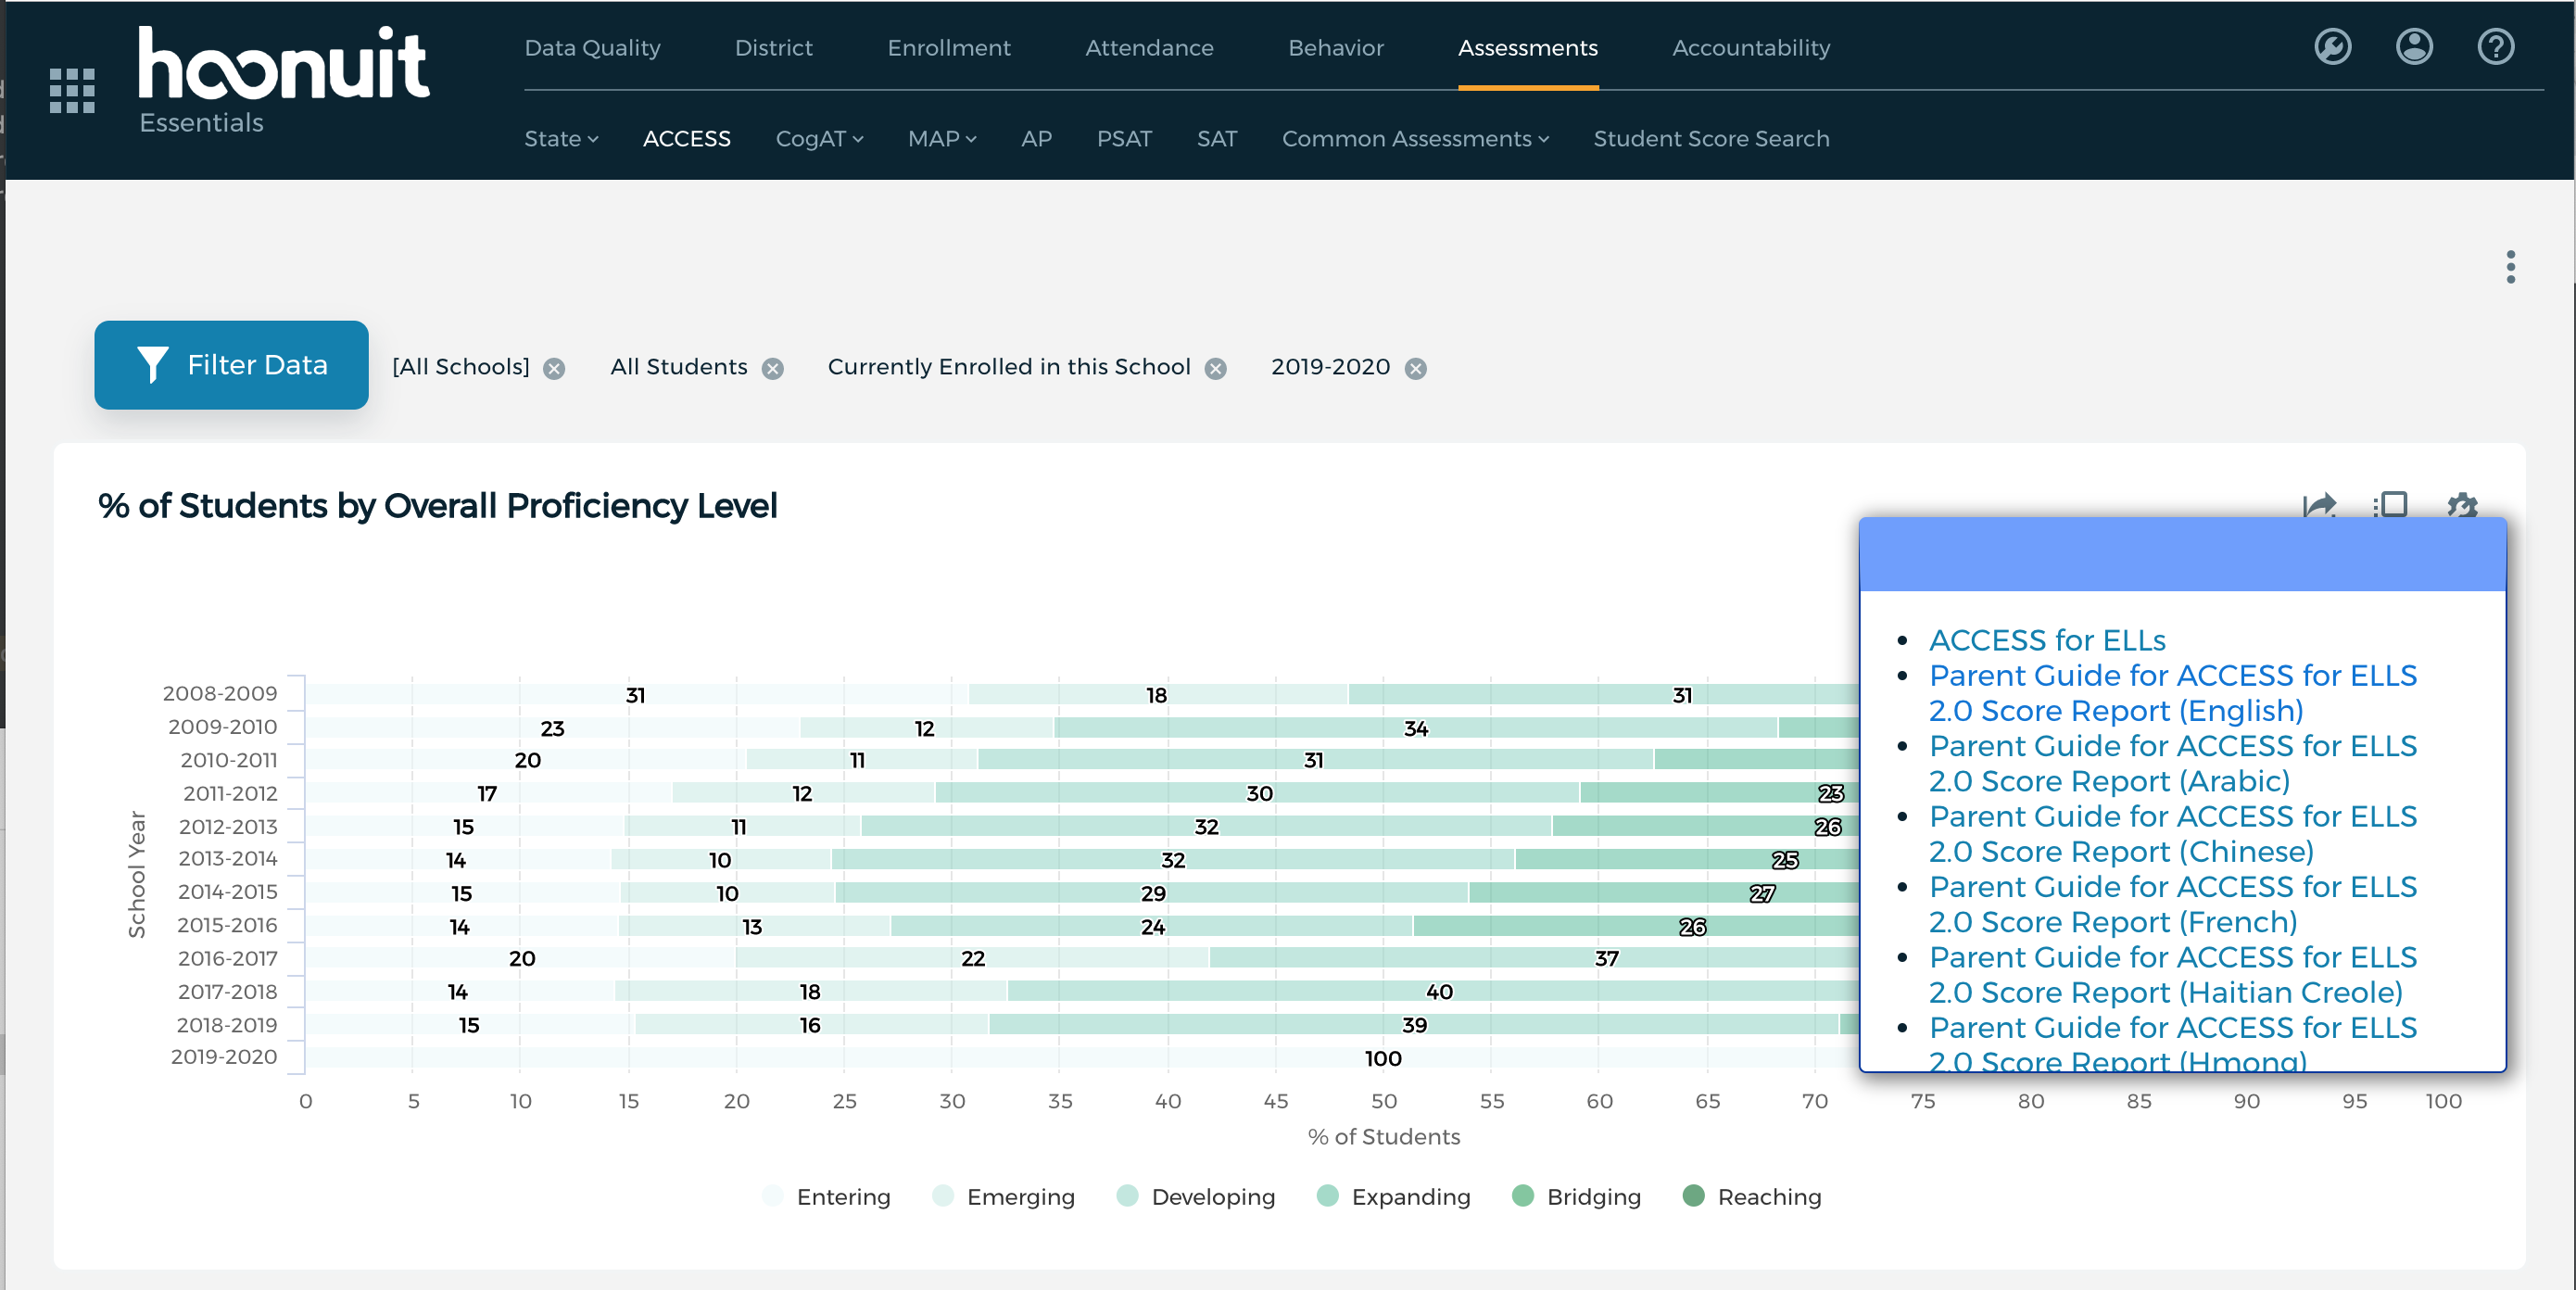 hoonuit
Essentials
Data Quality District Enrollment Attendance Behavior Assessments Accountability
State ACCESS CogAT MAP AP PSAT SAT Common Assessments Student Score Search
Filter Data [All Schools] All Students Currently Enrolled in this School 2019-2020
% of Students by Overall Proficiency Level
School Year
2008-2009 31 18 31
2009-2010 23 12 34
2010-2011 20 11 31
2011-2012 17 12 30 23
2012-2013 15 11 32 26
2013-2014 14 10 32 25
2014-2015 15 10 29 27
2015-2016 14 13 24 26
2016-2017 20 22 37
2017-2018 14 18 40
2018-2019 15 16 39
2019-2020 100
0 5 10 15 20 25 30 35 40 45 50 55 60 65 70 75 80 85 90 95 100
% of Students
Entering Emerging Developing Expanding Bridging Reaching
ACCESS for ELLs
Parent Guide for ACCESS for ELLS
2.0 Score Report (English)
Parent Guide for ACCESS for ELLS
2.0 Score Report (Arabic)
Parent Guide for ACCESS for ELLS
2.0 Score Report (Chinese)
Parent Guide for ACCESS for ELLS
2.0 Score Report (French)
Parent Guide for ACCESS for ELLS
2.0 Score Report (Haitian Creole)
Parent Guide for ACCESS for ELLS
2.0 Score Report (Hmong)